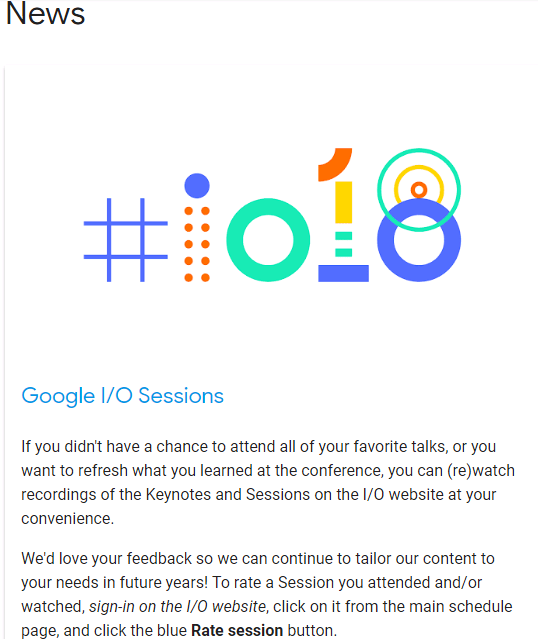 News
#io18
Google I/O Sessions
If you didn't have a chance to attend all of your favorite talks, or you
want to refresh what you learned at the conference, you can (re)watch
recordings of the Keynotes and Sessions on the I/O website at your
convenience.
We'd love your feedback so we can continue to tailor our content to
your needs in future years! To rate a Session you attended and/or
watched, sign-in on the I/O website, click on it from the main schedule
page, and click the blue Rate session button.